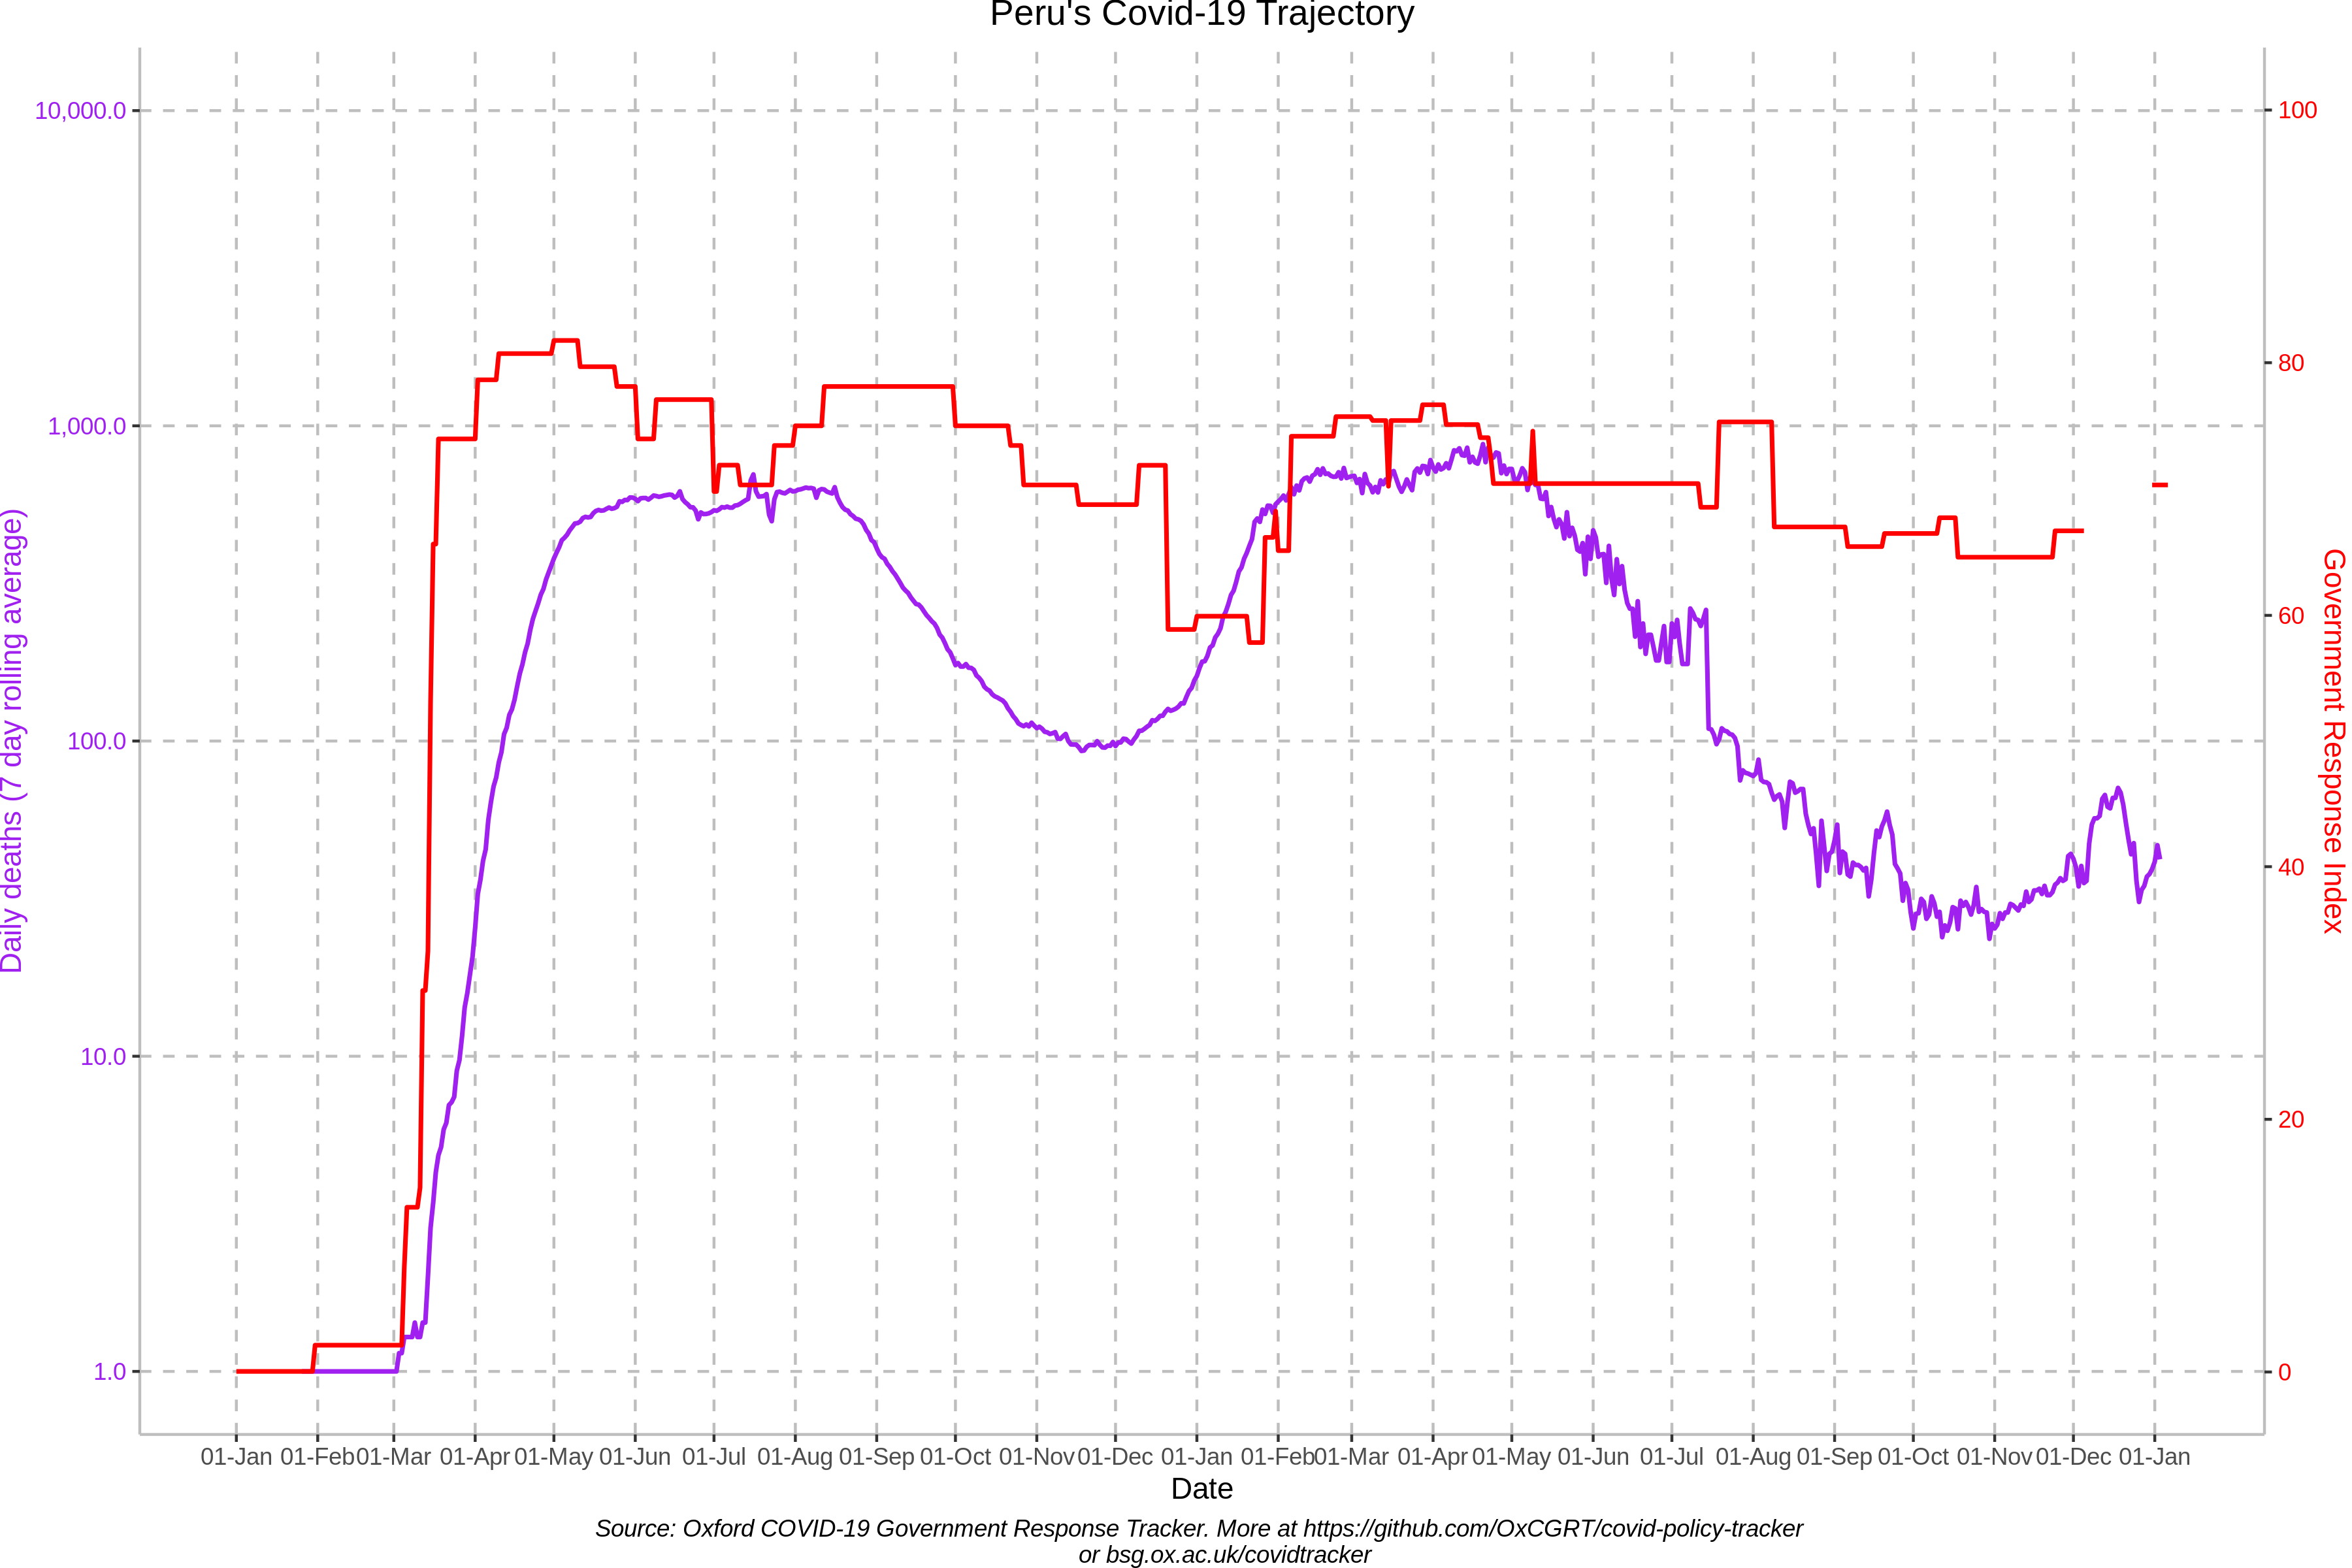 Peru's Covid-19 Trajectory
10,000.0
1,000.0
100.0
10.0
1.0
Daily deaths (7 day rolling average)
100
80
60
40
20
0
Government Response Index
01-Jan 01-Feb 01-Mar 01-Apr 01-May 01-Jun 01-Jul 01-Aug 01-Sep 01-Oct 01-Nov 01-Dec 01-Jan 01-Feb 01-Mar 01-Apr 01-May 01-Jun 01-Jul 01-Aug 01-Sep 01-Oct 01-Nov 01-Dec 01-Jan
Date
Source: Oxford COVID-19 Government Response Tracker. More at https://github.com/OxCGRT/covid-policy-tracker
or bsg.ox.ac.uk/covidtracker